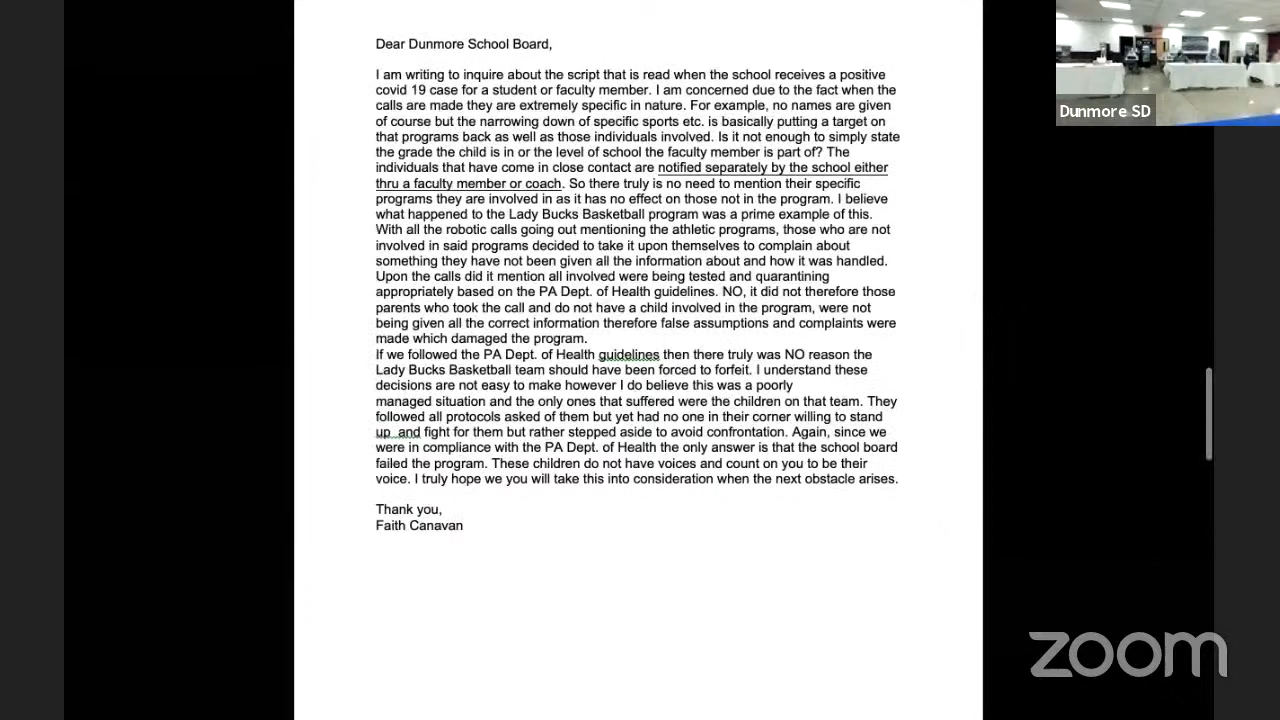 Dear Dunmore School Board,
I am writing to inquire about the script that is read when the school receives a positive
covid 19 case for a student or faculty member. I am concerned due to the fact when the
calls are made they are extremely specific in nature. For example, no names are given
of course but the narrowing down of specific sports etc. is basically putting a target on
that programs back as well as those individuals involved. Is it not enough to simply state
the grade the child is in or the level of school the faculty member is part of? The
individuals that have come in close contact are notified separately by the school either
thru a faculty member or coach. So there truly is no need to mention their specific
programs they are involved in as it has no effect on those not in the program. I believe
what happened to the Lady Bucks Basketball program was a prime example of this.
With all the robotic calls going out mentioning the athletic programs, those who are not
involved in said programs decided to take it upon themselves to complain about
something they have not been given all the information about and how it was handled.
Upon the calls did it mention all involved were being tested and quarantining
appropriately based on the PA Dept. of Health guidelines. NO, it did not therefore those
parents who took the call and do not have a child involved in the program, were not
being given all the correct information therefore false assumptions and complaints were
made which damaged the program.
If we followed the PA Dept. of Health guidelines then there truly was NO reason the
Lady Bucks Basketball team should have been forced to forfeit. I understand these
decisions are not easy to make however I do believe this was a poorly
managed situation and the only ones that suffered were the children on that team. They
followed all protocols asked of them but yet had no one in their corner willing to stand
up  and fight for them but rather stepped aside to avoid confrontation. Again, since we
were in compliance with the PA Dept. of Health the only answer is that the school board
failed the program. These children do not have voices and count on you to be their
voice. I truly hope we you will take this into consideration when the next obstacle arises.
Thank you,
Faith Canavan
Dunmore SD
zoom